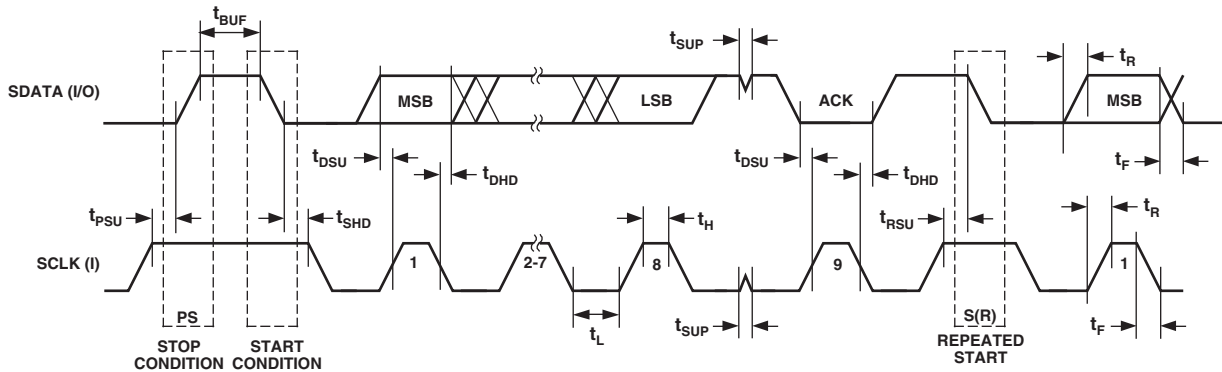 tBUF
tSUP
tR
SDATA (I/O)
MSB
LSB
ACK
MSB
tDSU
tDHD
tDSU
tDHD
tF
tPSU
tSHD
tH
tRSU
tR
SCLK (I)
1
2-7
8
9
1
PS
tL
tSUP
S(R)
tF
STOP
CONDITION
START
CONDITION
REPEATED
START